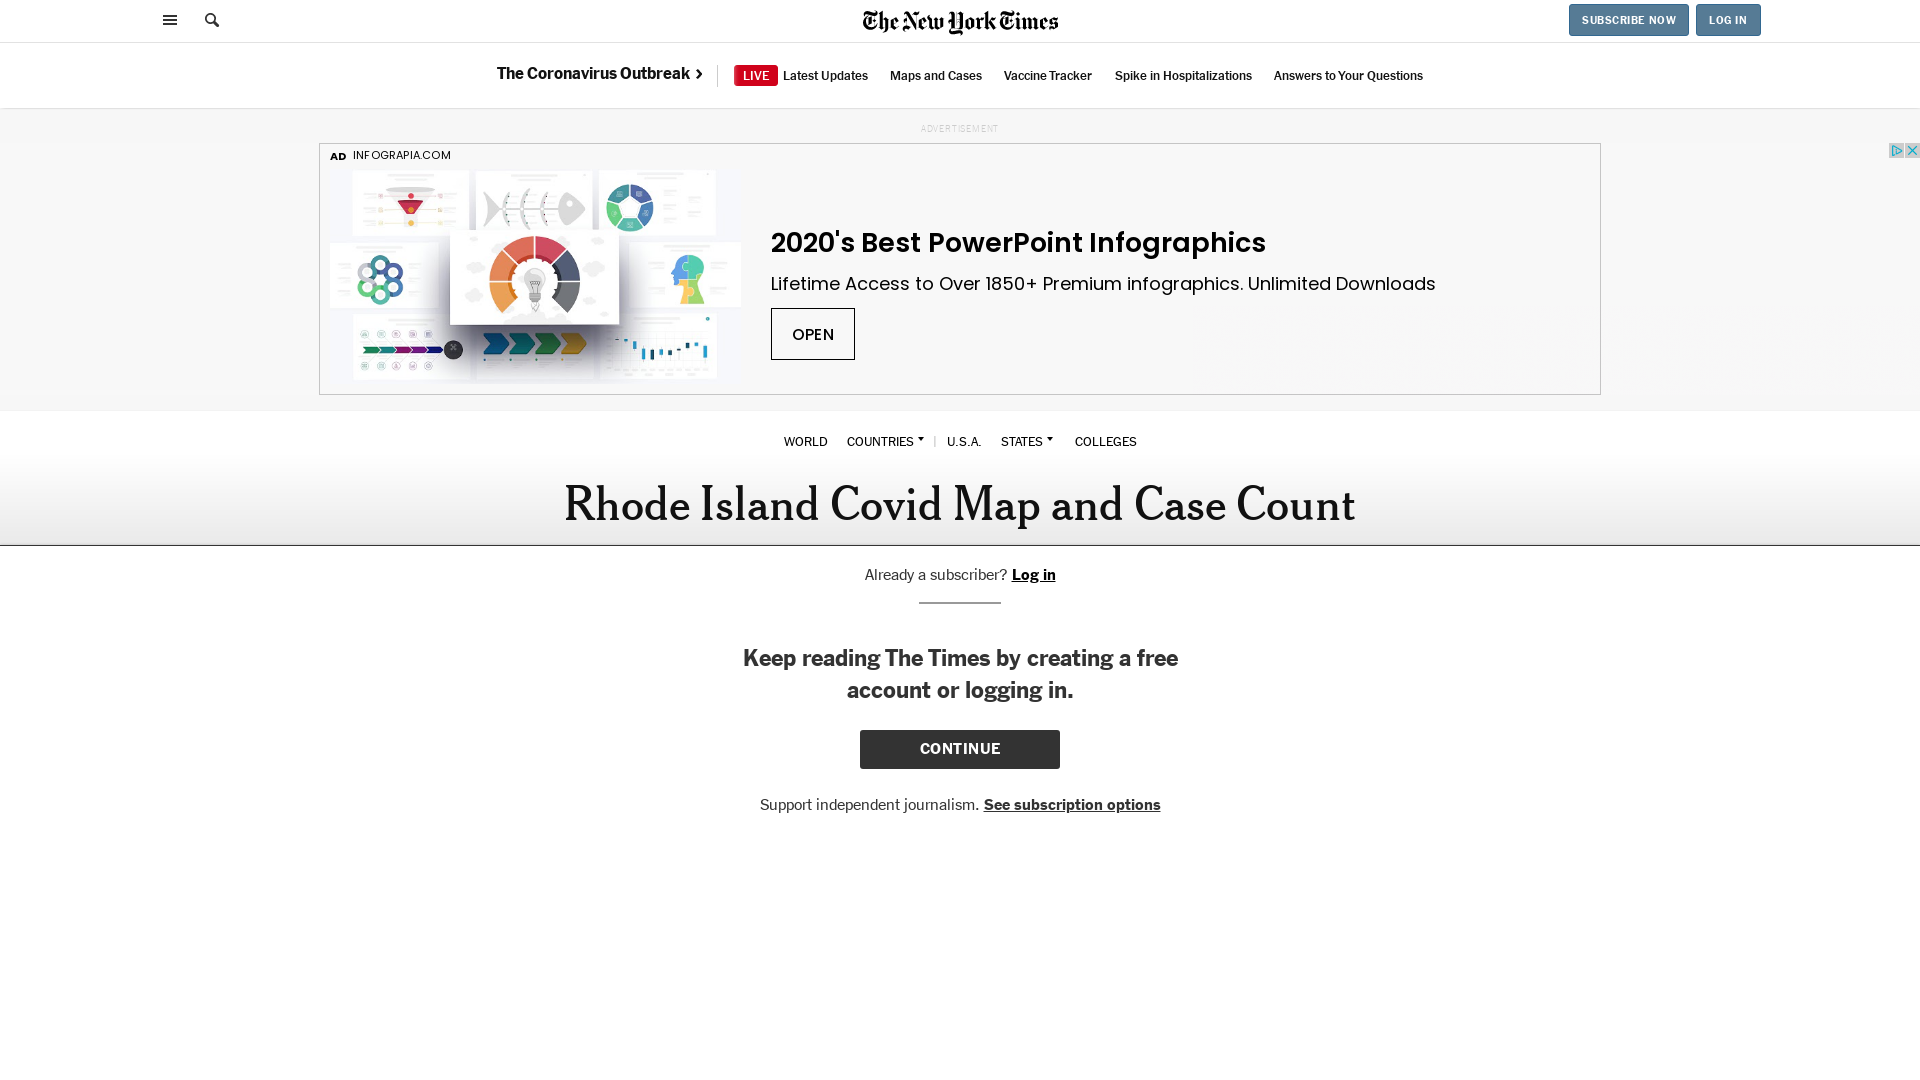 The New York Times
SUBSCRIBE NOW
LOG IN
The Coronavirus Outbreak
LIVE Latest Updates
Maps and Cases
Vaccine Tracker
Spike in Hospitalizations
Answers to Your Questions
ADVERTISEMENT
AD INFOGRAPIA.COM
2020's Best PowerPoint Infographics
Lifetime Access to Over 1850+ Premium infographics. Unlimited Downloads
OPEN
WORLD COUNTRIES | U.S.A. STATES COLLEGES
Rhode Island Covid Map and Case Count
Already a subscriber? Log in
Keep reading The Times by creating a free
account or logging in.
CONTINUE
Support independent journalism. See subscription options